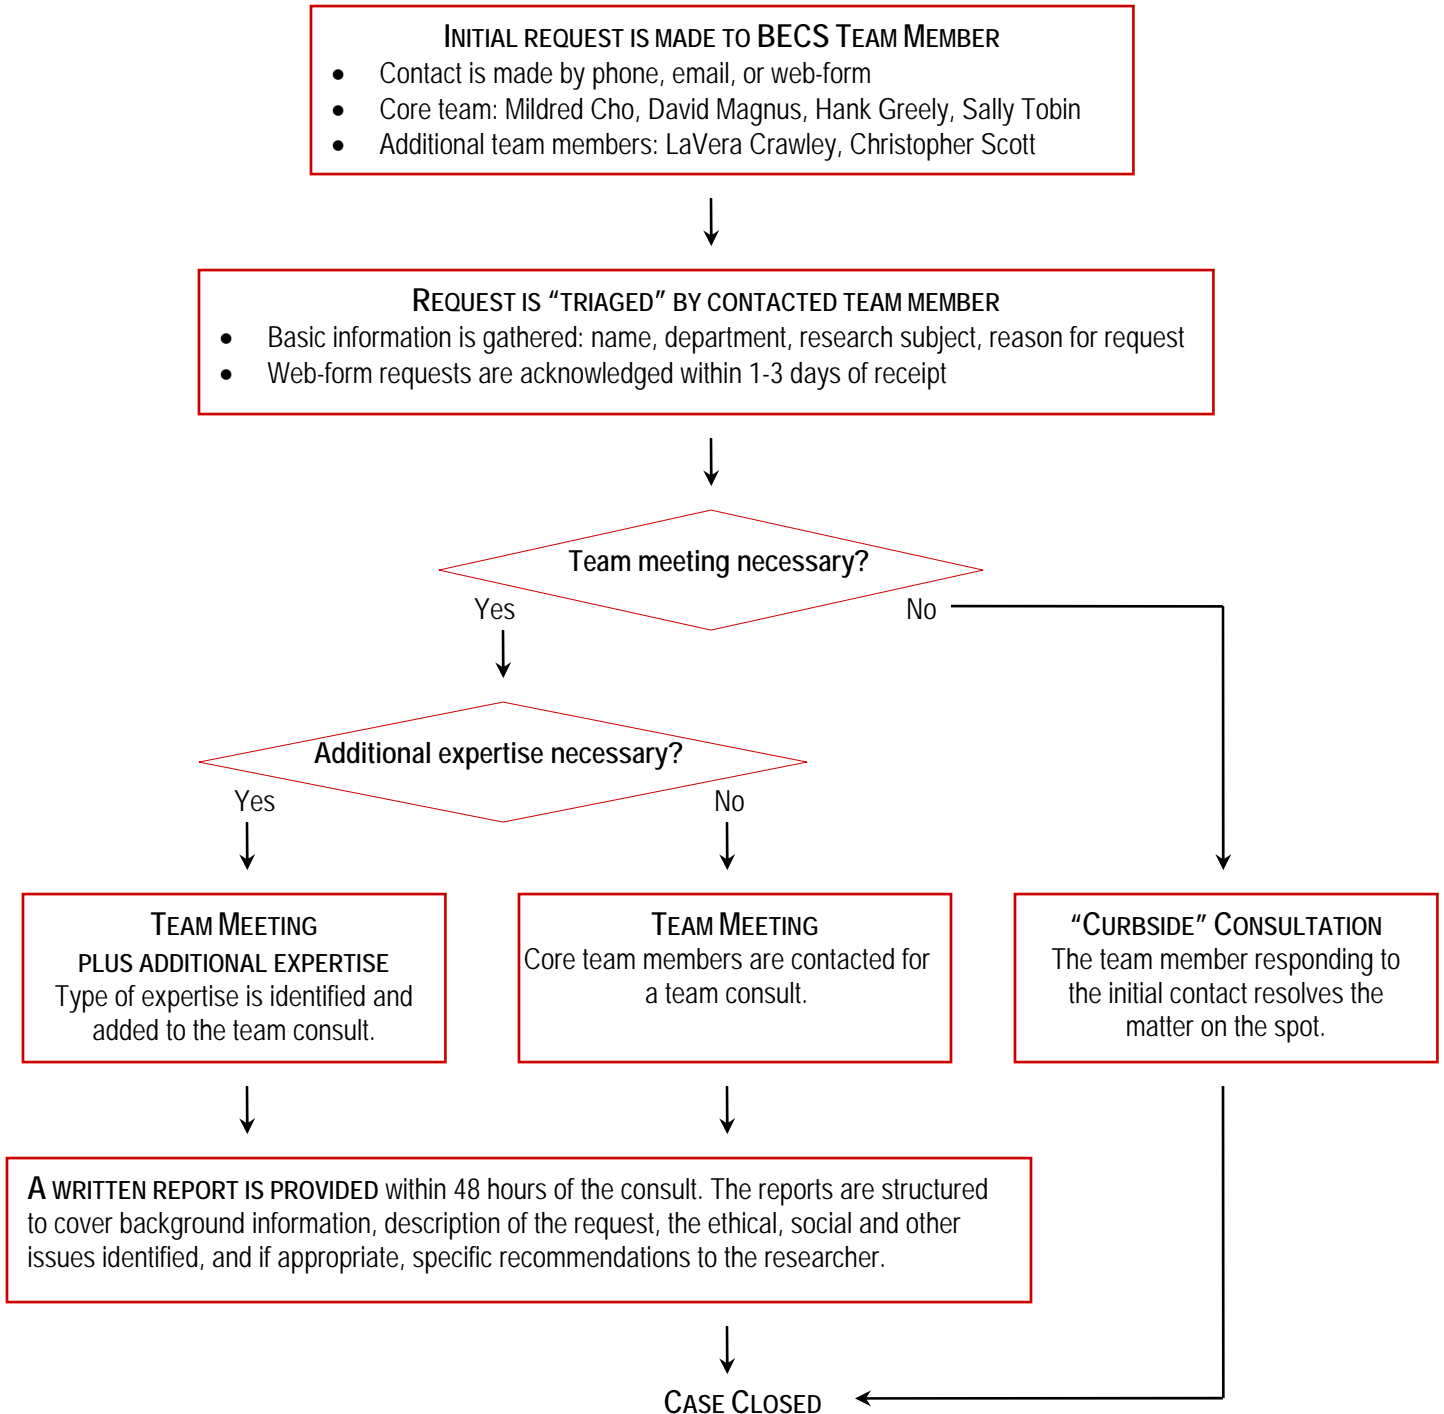 INITIAL REQUEST IS MADE TO BECS TEAM MEMBER
• Contact is made by phone, email, or web-form
• Core team: Mildred Cho, David Magnus, Hank Greely, Sally Tobin
• Additional team members: LaVera Crawley, Christopher Scott
REQUEST IS “TRIAGED” BY CONTACTED TEAM MEMBER
• Basic information is gathered: name, department, research subject, reason for request
• Web-form requests are acknowledged within 1-3 days of receipt
Team meeting necessary?
Yes
No
Additional expertise necessary?
Yes
No
TEAM MEETING
PLUS ADDITIONAL EXPERTISE
Type of expertise is identified and
added to the team consult.
TEAM MEETING
Core team members are contacted for
a team consult.
“CURBSIDE” CONSULTATION
The team member responding to
the initial contact resolves the
matter on the spot.
A WRITTEN REPORT IS PROVIDED within 48 hours of the consult. The reports are structured
to cover background information, description of the request, the ethical, social and other
issues identified, and if appropriate, specific recommendations to the researcher.
CASE CLOSED